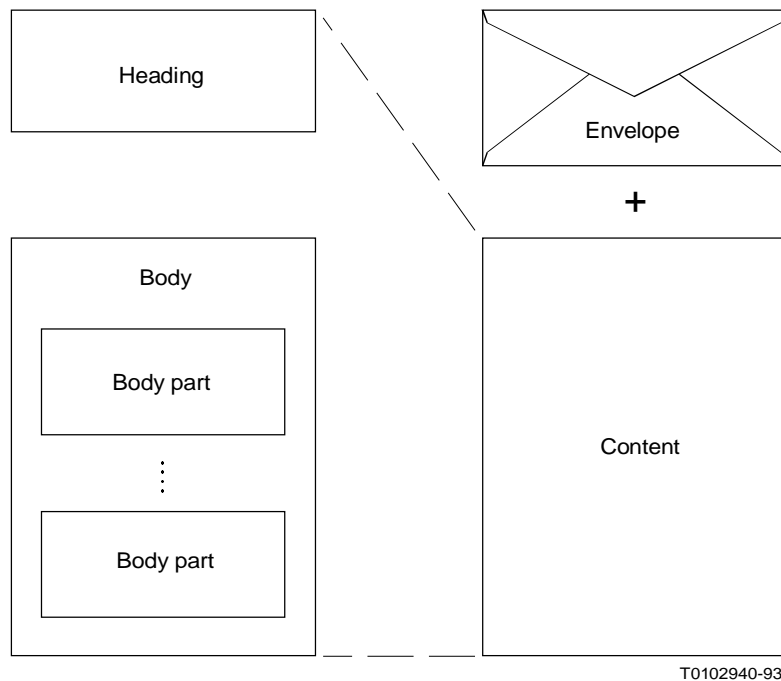 Heading
Envelope
+
Body
Body part
Content
Body part
T0102940-93